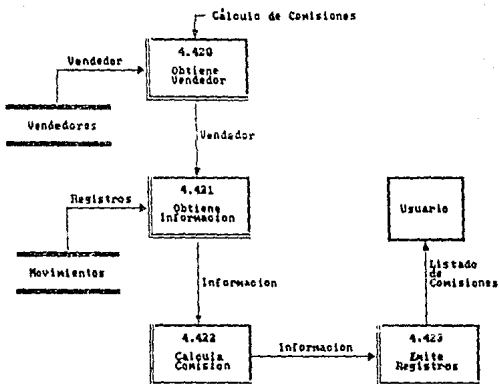 Cálculo de Comisiones
4.420
Obtiene
Vendedor
Vendedor
Vendedores
Vendedor
4.421
Obtiene
Informacion
Registros
Movimientos
Usuario
Informacion
Listado
de
Comisiones
4.422
Calcula
Comision
Informacion
4.423
Emite
Registros